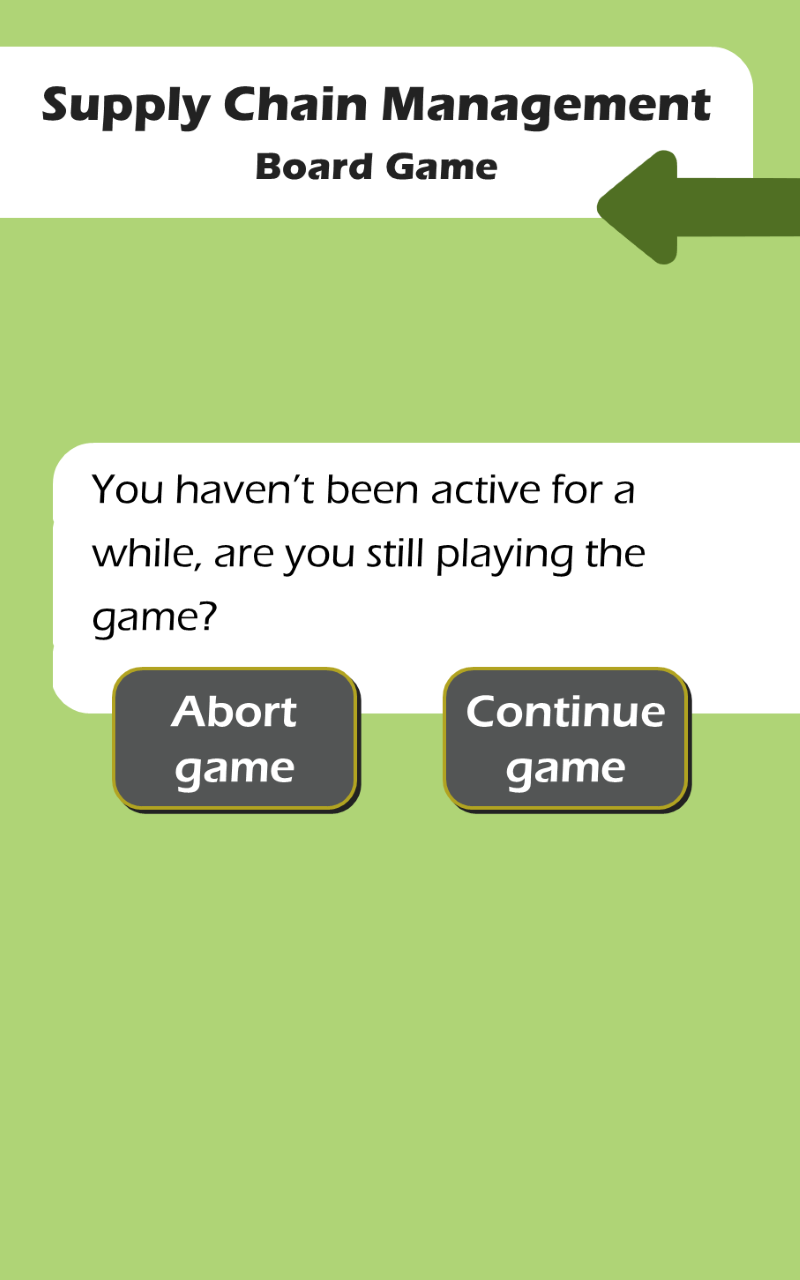 Supply Chain Management
Board Game
You haven't been active for a
while, are you still playing the
game?
Abort
game
Continue
game